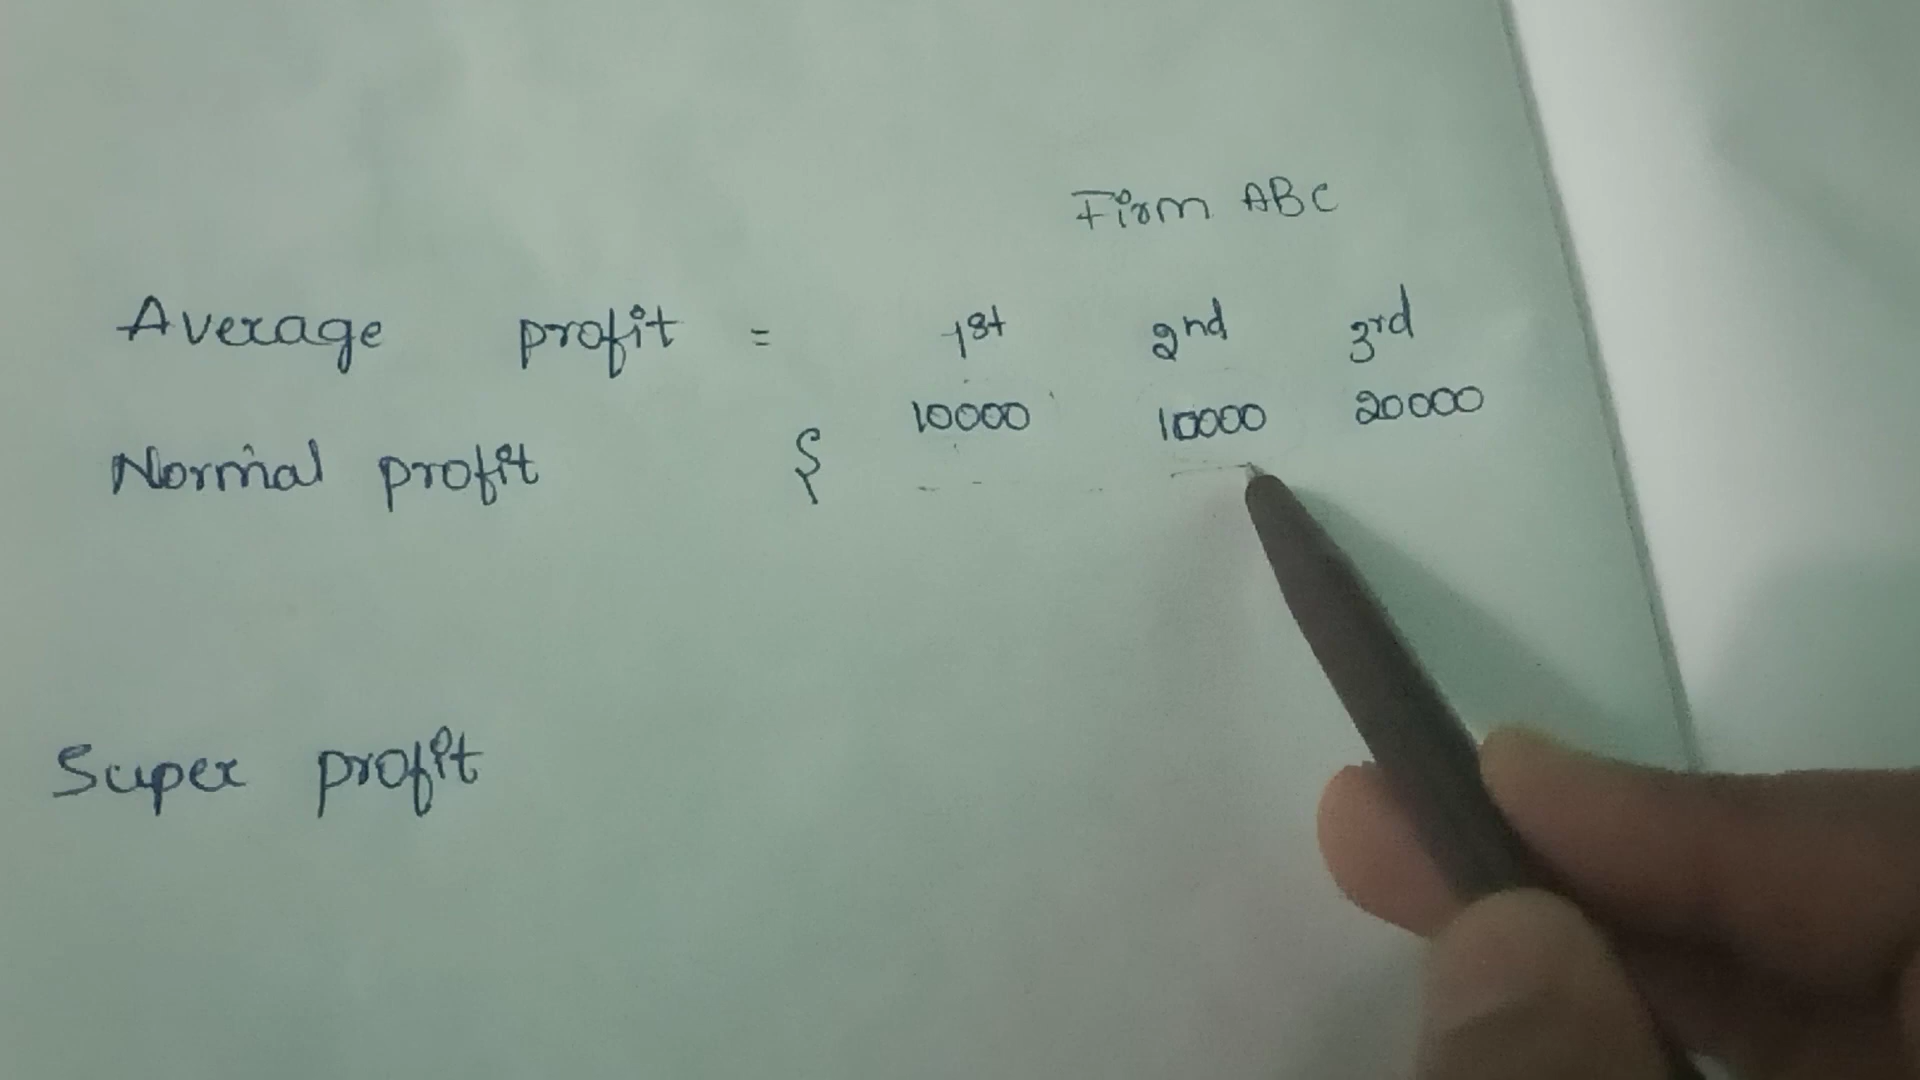 Firm ABC
Average profit = 1st 2nd 3rd
10000 10000 20000
Normal profit
Super profit